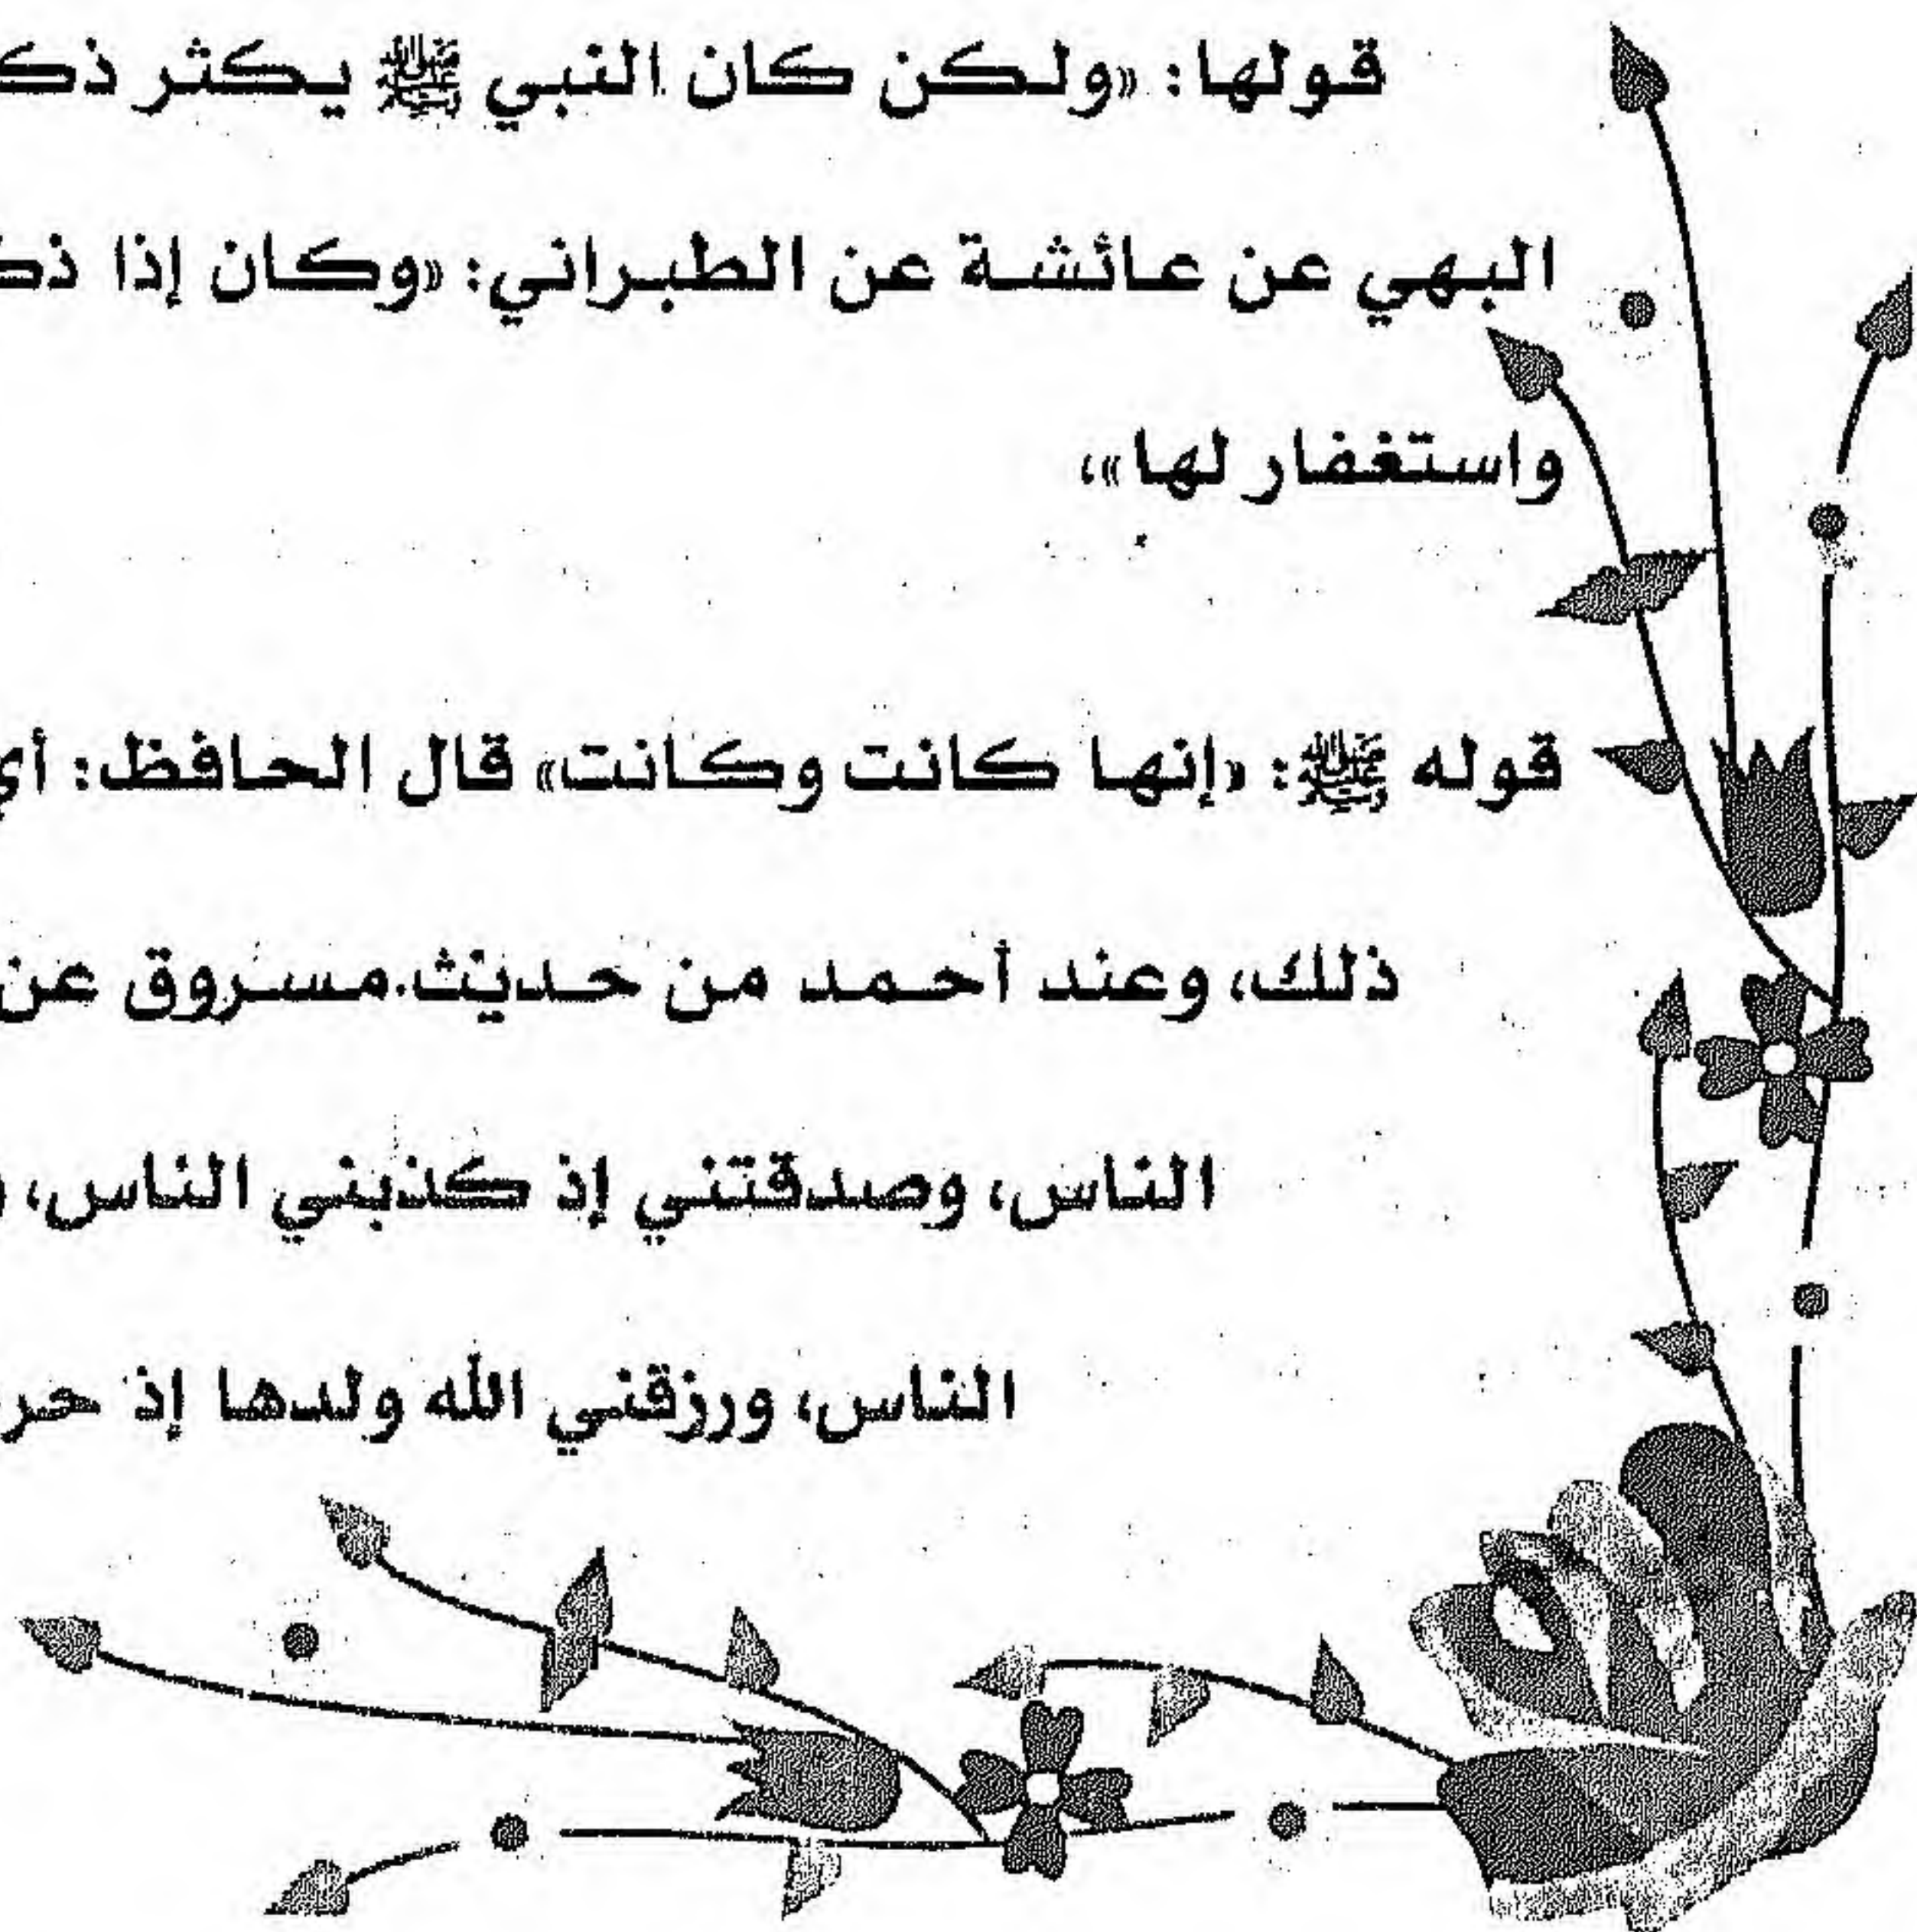 قولها: «ولكن كان النبي ﷺ يكثر ذكـ
البهي عن عائشة عن الطبراني: «وكان إذا ذكـ
واستغفار لها»،
قوله ﷺ: «إنها كانت وكانت» قال الحافظ: أي
ذلك، وعند أحمد من حديث مسروق عن
الناس، وصدقتني إذ كذبني الناس،
الناس، ورزقني الله ولدها إذ حر